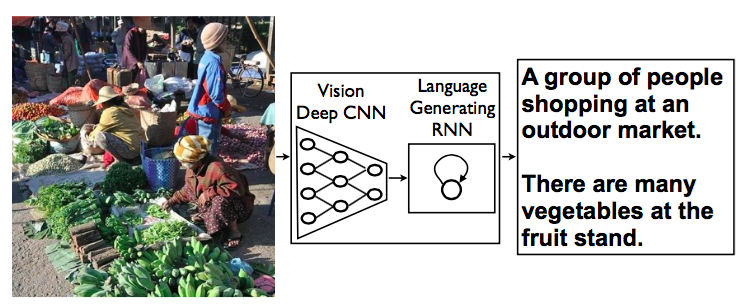 Vision
Deep CNN
Language
Generating
RNN
A group of people
shopping at an
outdoor market.
There are many
vegetables at the
fruit stand.